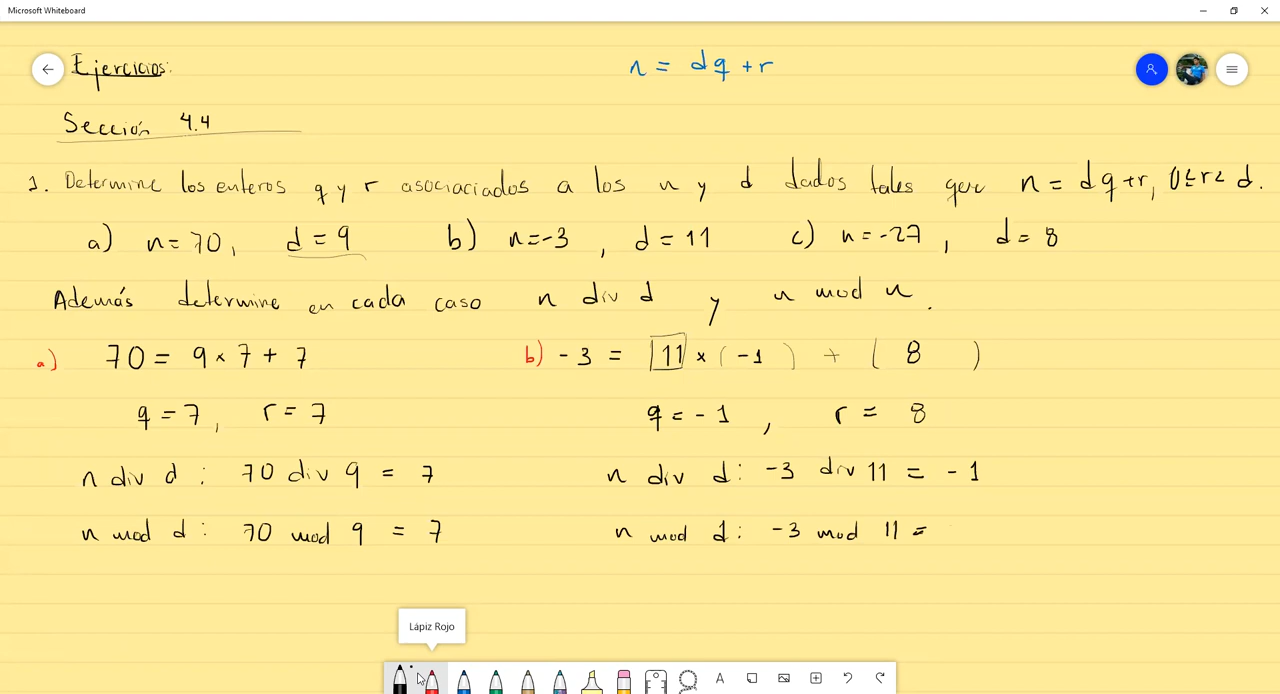 Microsoft Whiteboard
Ejercicios:
n = dq + r
Sección 4.4
1. Determine los enteros q y r asociaciados a los n y d dados tales que n = dq + r, 0 ≤ r < d.
a) n = 70, d = 9 b) n = -3, d = 11 c) n = -27, d = 8
Además determine en cada caso n div d y n mod n.
a) 70 = 9 × 7 + 7
b) -3 = 11 × (-1) + (8)
q = 7, r = 7
q = -1, r = 8
n div d: 70 div 9 = 7
n div d: -3 div 11 = -1
n mod d: 70 mod 9 = 7
n mod d: -3 mod 11 =
Lápiz Rojo
A